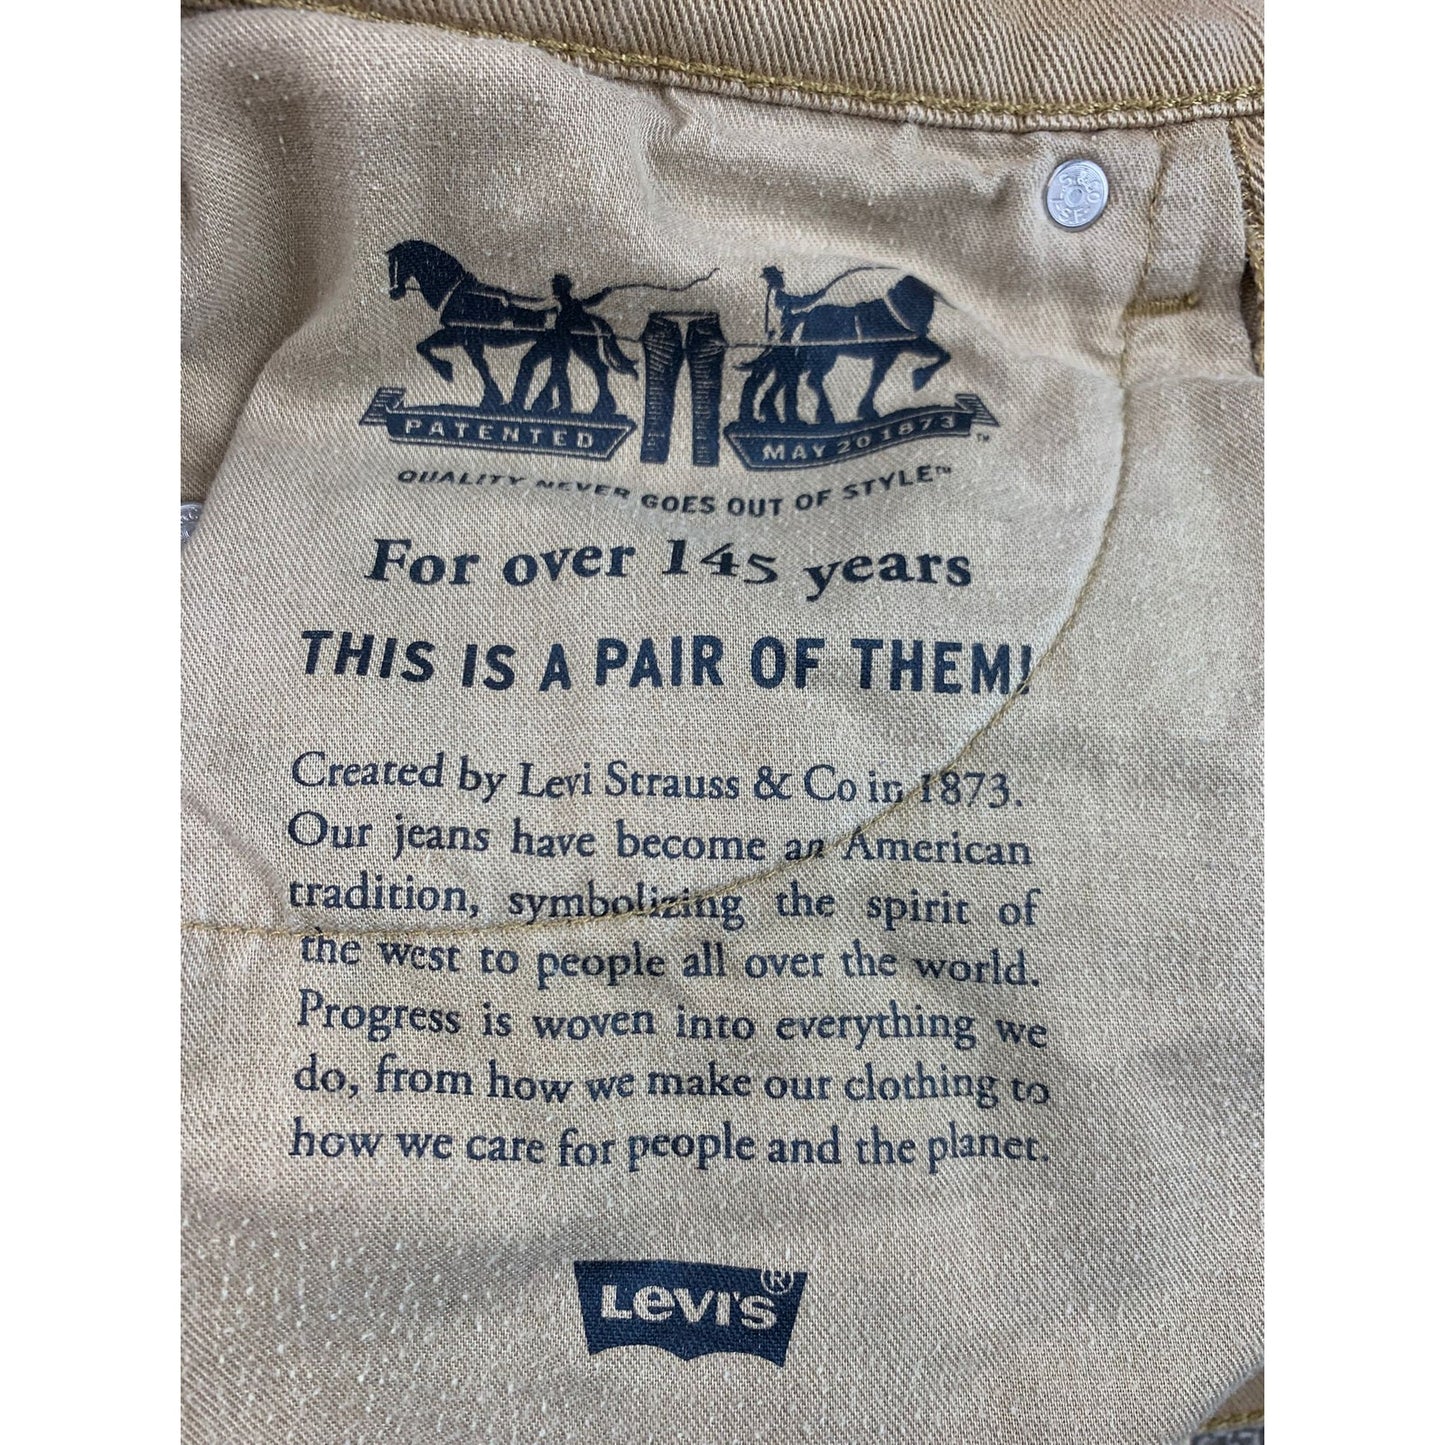 PATENTED
MAY 20 1873 ™
QUALITY NEVER GOES OUT OF STYLE™
For over 145 years
THIS IS A PAIR OF THEM!
Created by Levi Strauss & Co in 1873.
Our jeans have become an American
tradition, symbolizing the spirit of
the west to people all over the world.
Progress is woven into everything we
do, from how we make our clothing to
how we care for people and the planet.
LEVI'S®